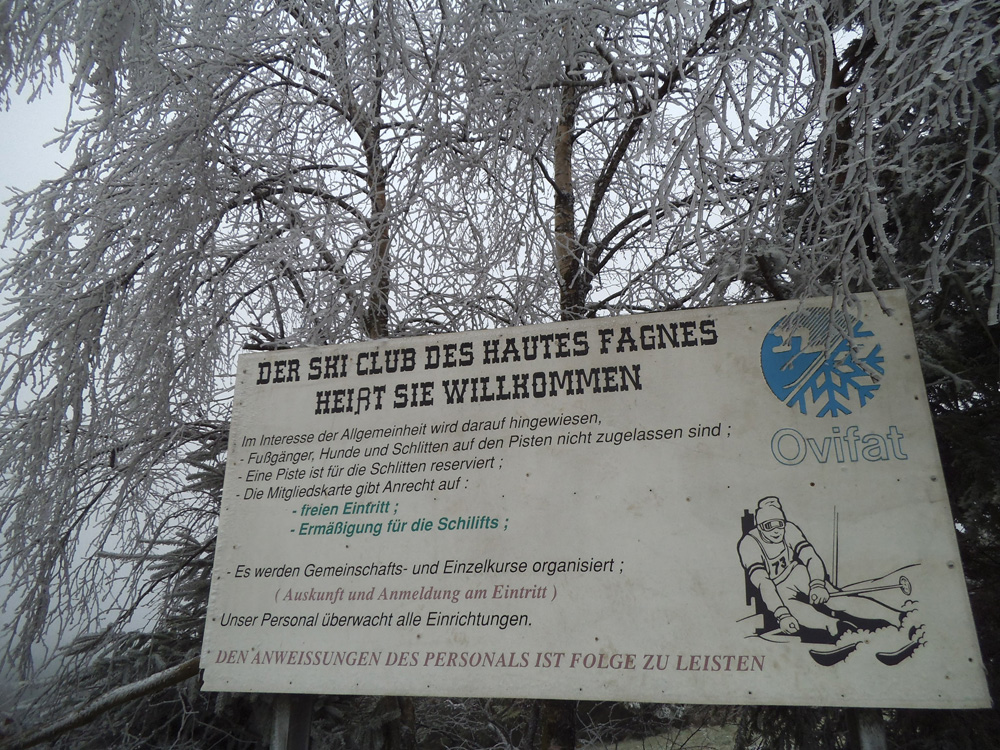 DER SKI CLUB DES HAUTES FAGNES
HEIßT SIE WILLKOMMEN
Im Interesse der Allgemeinheit wird darauf hingewiesen,
- Fußgänger, Hunde und Schlitten auf den Pisten nicht zugelassen sind ;
- Eine Piste ist für die Schlitten reserviert ;
- Die Mitgliedskarte gibt Anrecht auf :
- freien Eintritt ;
- Ermäßigung für die Schilifts ;
- Es werden Gemeinschafts- und Einzelkurse organisiert ;
( Auskunft und Anmeldung am Eintritt )
Unser Personal überwacht alle Einrichtungen.
DEN ANWEISSUNGEN DES PERSONALS IST FOLGE ZU LEISTEN
Ovifat
73